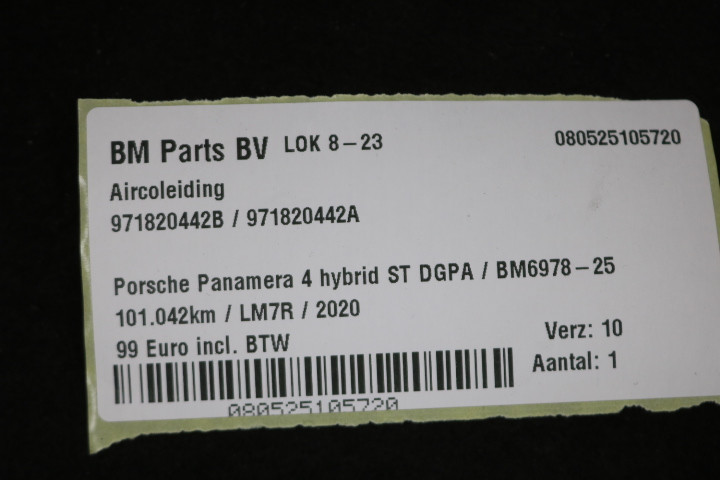 BM Parts BV LOK 8-23 080525105720
Aircoleiding
971820442B / 971820442A
Porsche Panamera 4 hybrid ST DGPA / BM6978-25
101.042km / LM7R / 2020
99 Euro incl. BTW
Verz: 10
Aantal: 1
080525105720